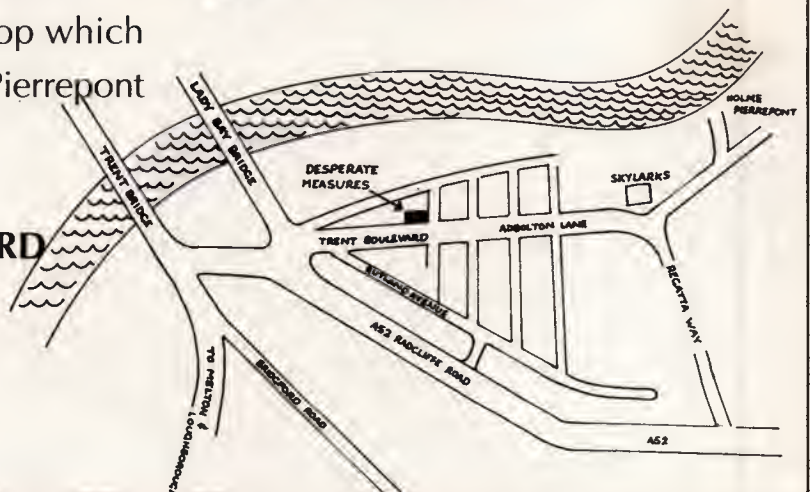 op which
Pierrepont
RD
LADY BAY BRIDGE
TRENT BRIDGE
HOLME
PIERREPONT
DESPERATE
MEASURES
SKYLARKS
TRENT BOULEVARD
ADBOLTON LANE
RUTLAND AVENUE
A52 RADCLIFFE ROAD
REGATTA WAY
TO MELTON &
LOUGHBOROUGH
BRIDGFORD ROAD
A52